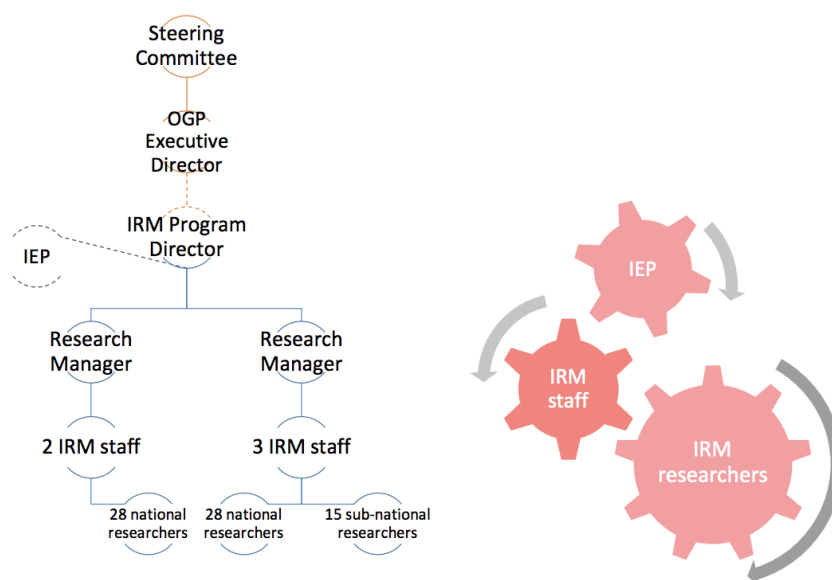 Steering
Committee
OGP
Executive
Director
IRM Program
Director
IEP
Research
Manager
Research
Manager
2 IRM staff
3 IRM staff
28 national
researchers
28 national
researchers
15 sub-national
researchers
IEP
IRM
staff
IRM
researchers